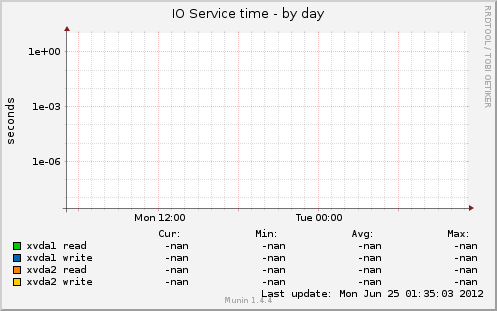 IO Service time - by day
RRDTOOL / TOBI OETIKER
seconds
1e+00
1e-03
1e-06
Mon 12:00 Tue 00:00
Cur: Min: Avg: Max:
xvda1 read -nan -nan -nan -nan
xvda1 write -nan -nan -nan -nan
xvda2 read -nan -nan -nan -nan
xvda2 write -nan -nan -nan -nan
Last update: Mon Jun 25 01:35:03 2012
Munin 1.4.4